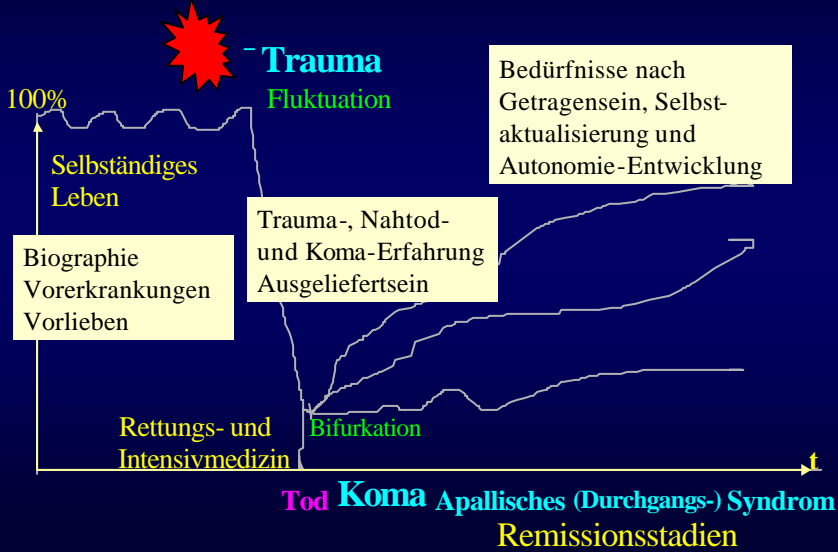 – Trauma
Fluktuation
100%
Selbständiges
Leben
Biographie
Vorerkrankungen
Vorlieben
Trauma-, Nahtod-
und Koma-Erfahrung
Ausgeliefertsein
Bedürfnisse nach
Getragensein, Selbst-
aktualisierung und
Autonomie-Entwicklung
Rettungs- und
Intensivmedizin
Bifurkation
t
Tod Koma Apallisches (Durchgangs-) Syndrom
Remissionsstadien